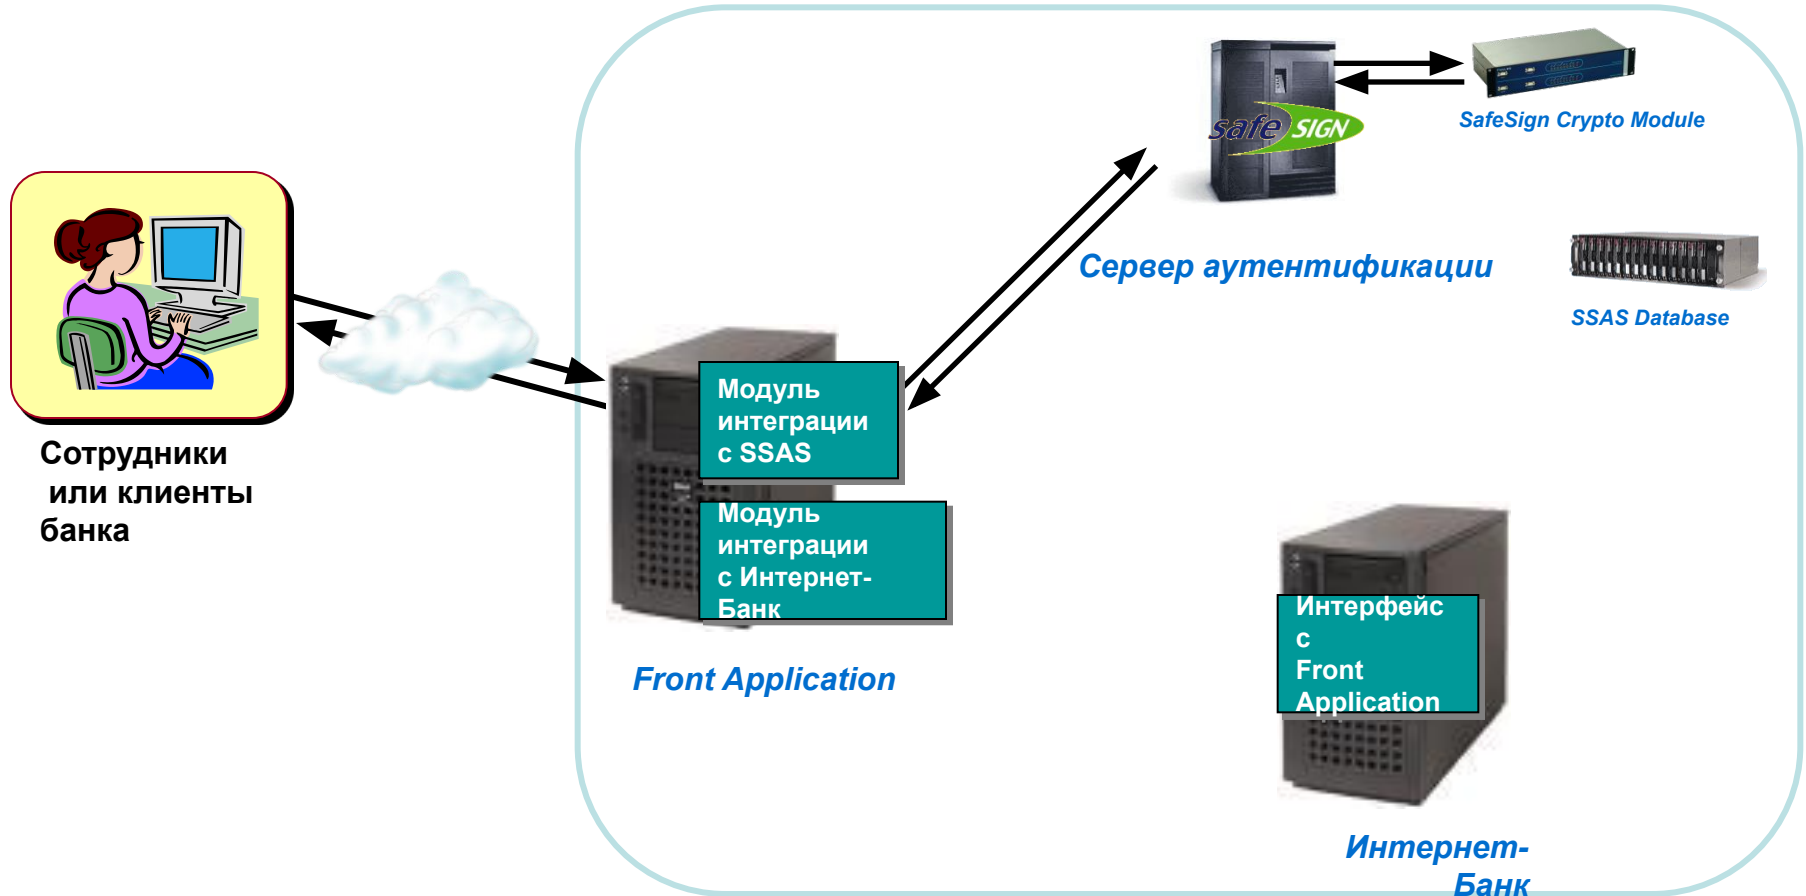 safe SIGN
SafeSign Crypto Module
Сервер аутентификации
SSAS Database
Модуль
интеграции
с SSAS
Модуль
интеграции
с Интернет-
Банк
Front Application
Сотрудники
или клиенты
банка
Интерфейс
с
Front
Application
Интернет-
Банк